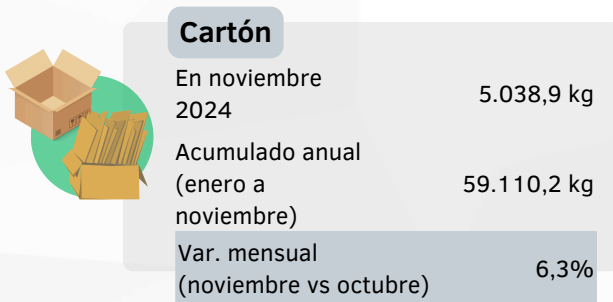 Cartón
En noviembre
2024
5.038,9 kg
Acumulado anual
(enero a
noviembre)
59.110,2 kg
Var. mensual
(noviembre vs octubre)
6,3%